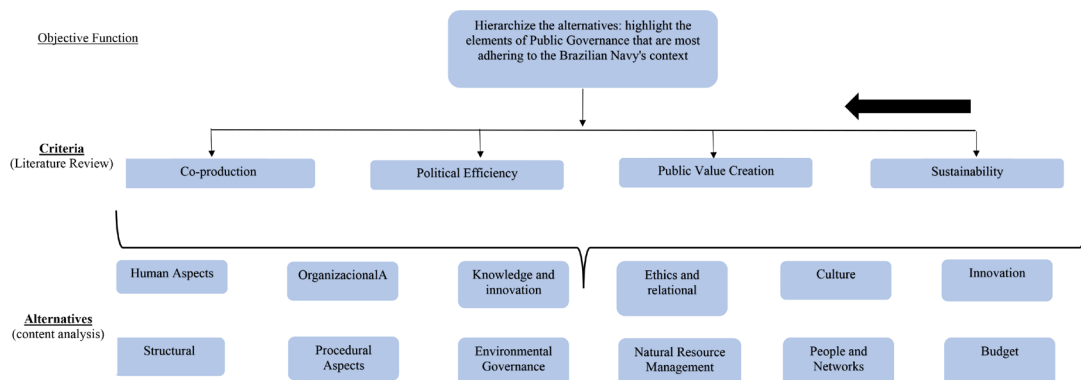 Objective Function
Hierarchize the alternatives: highlight the
elements of Public Governance that are most
adhering to the Brazilian Navy's context
Criteria
(Literature Review)
Co-production
Political Efficiency
Public Value Creation
Sustainability
Human Aspects
OrganizacionalA
Knowledge and
innovation
Ethics and
relational
Culture
Innovation
Alternatives
(content analysis)
Structural
Procedural
Aspects
Environmental
Governance
Natural Resource
Management
People and
Networks
Budget